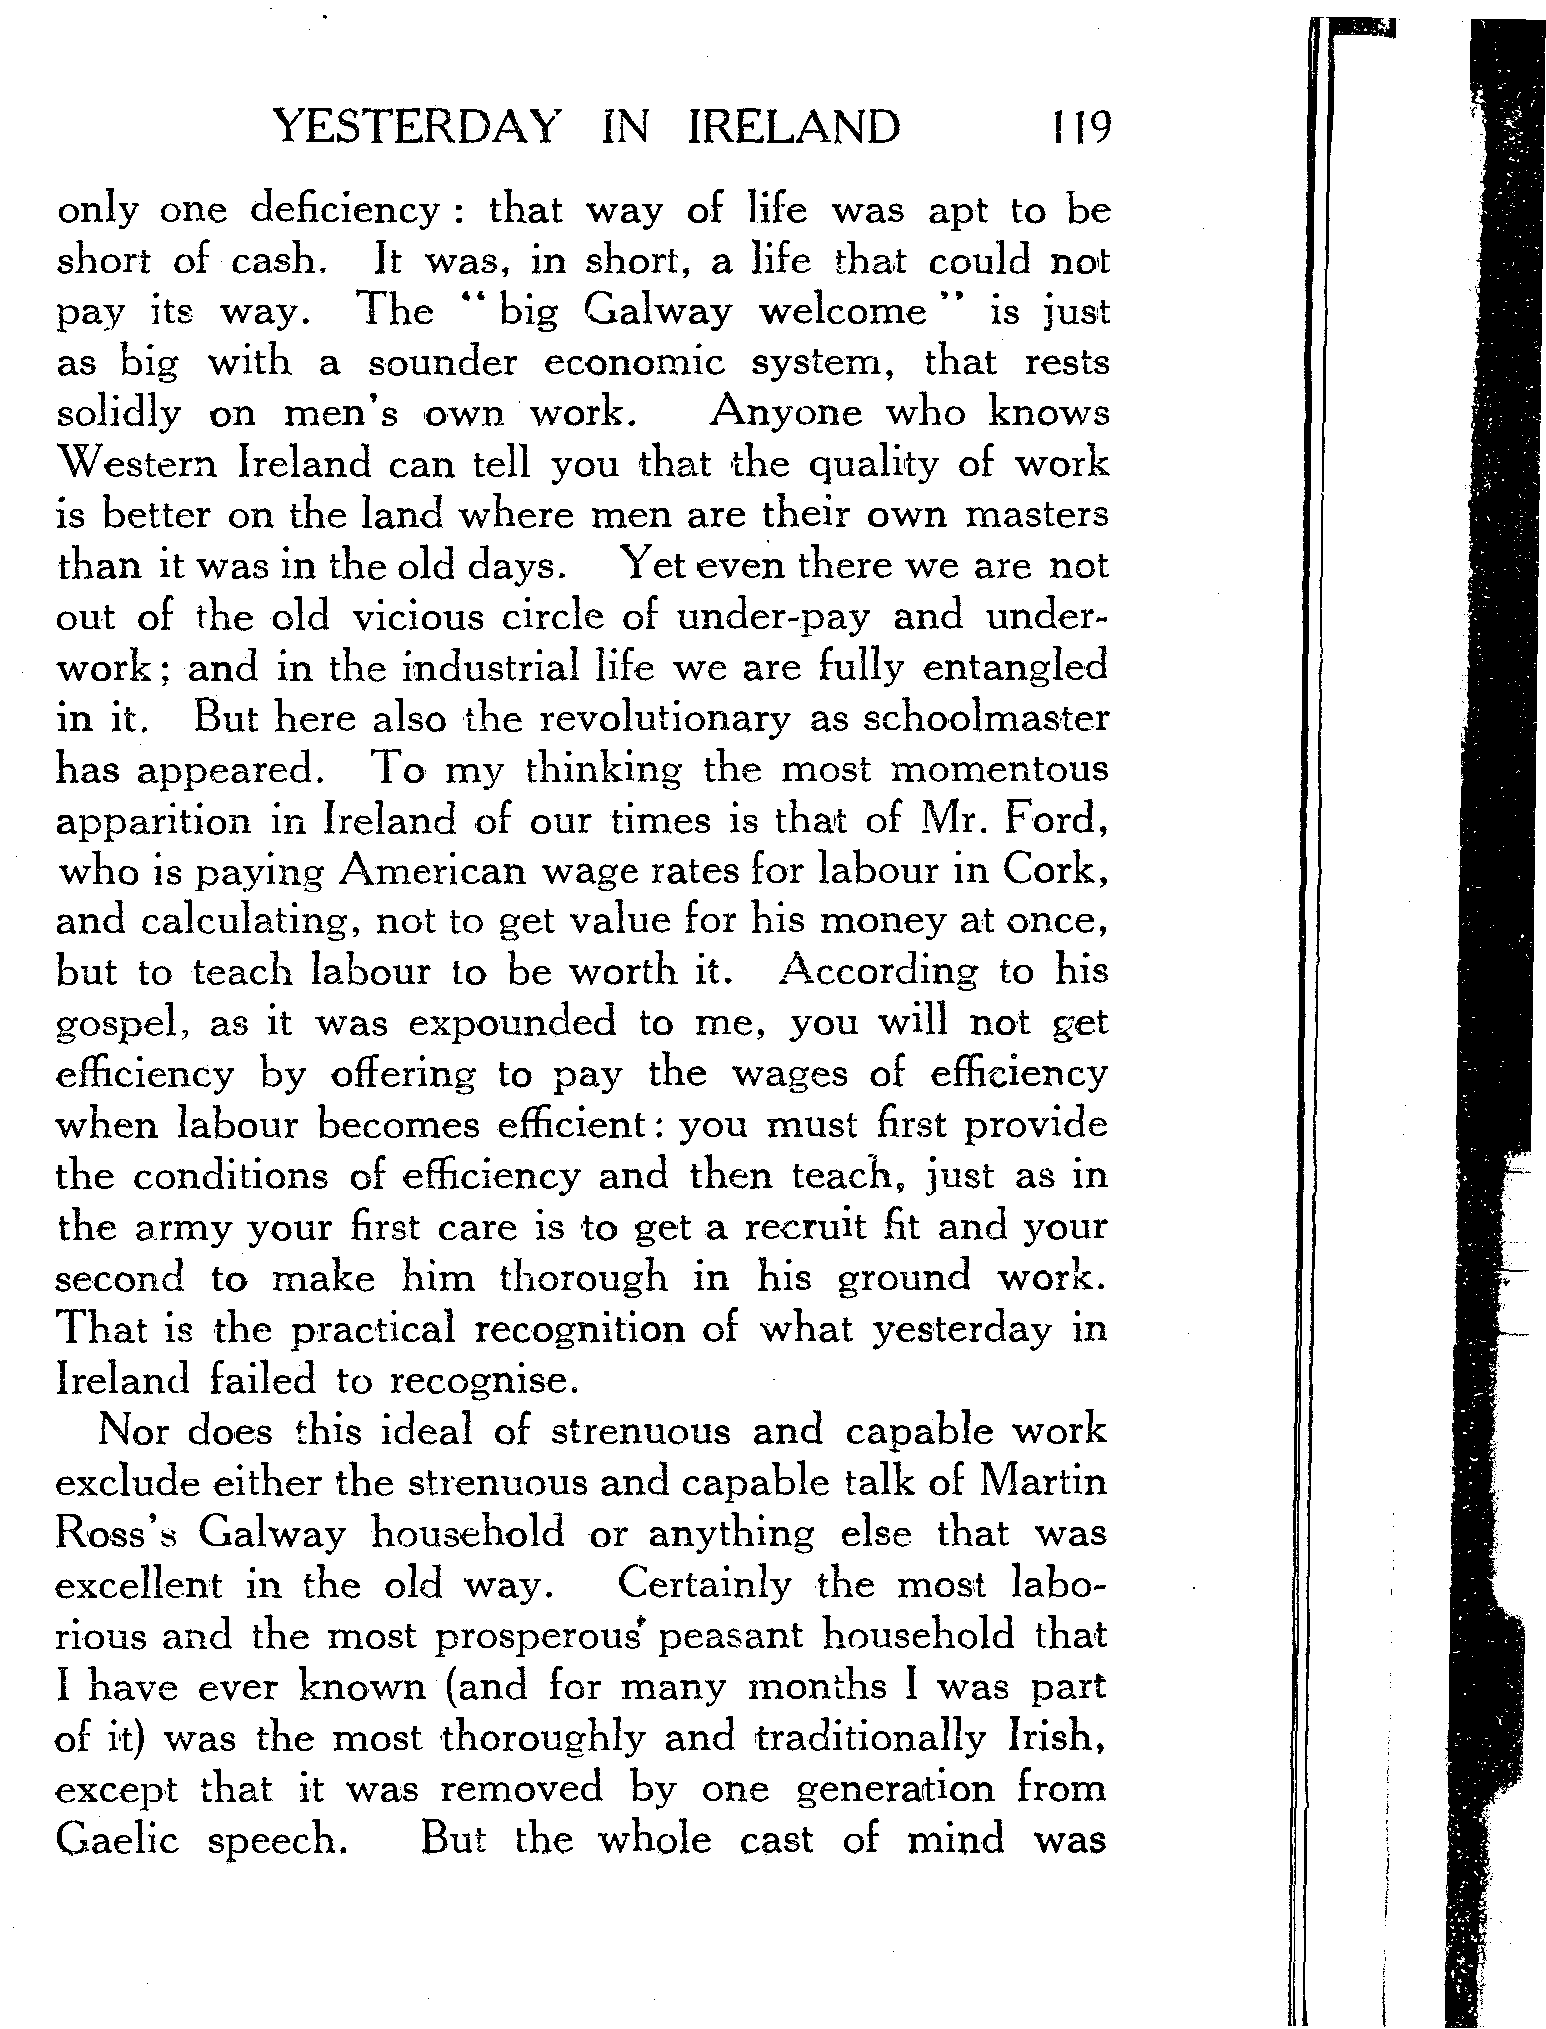 YESTERDAY IN IRELAND 119
only one deficiency : that way of life was apt to be
short of cash. It was, in short, a life that could not
pay its way. The " big Galway welcome " is just
as big with a sounder economic system, that rests
solidly on men's own work. Anyone who knows
Western Ireland can tell you that the quality of work
is better on the land where men are their own masters
than it was in the old days. Yet even there we are not
out of the old vicious circle of under-pay and under-
work ; and in the industrial life we are fully entangled
in it. But here also the revolutionary as schoolmaster
has appeared. To my thinking the most momentous
apparition in Ireland of our times is that of Mr. Ford,
who is paying American wage rates for labour in Cork,
and calculating, not to get value for his money at once,
but to teach labour to be worth it. According to his
gospel, as it was expounded to me, you will not get
efficiency by offering to pay the wages of efficiency
when labour becomes efficient : you must first provide
the conditions of efficiency and then teach, just as in
the army your first care is to get a recruit fit and your
second to make him thorough in his ground work.
That is the practical recognition of what yesterday in
Ireland failed to recognise.
Nor does this ideal of strenuous and capable work
exclude either the strenuous and capable talk of Martin
Ross's Galway household or anything else that was
excellent in the old way. Certainly the most labo-
rious and the most prosperous peasant household that
I have ever known (and for many months I was part
of it) was the most thoroughly and traditionally Irish,
except that it was removed by one generation from
Gaelic speech. But the whole cast of mind was